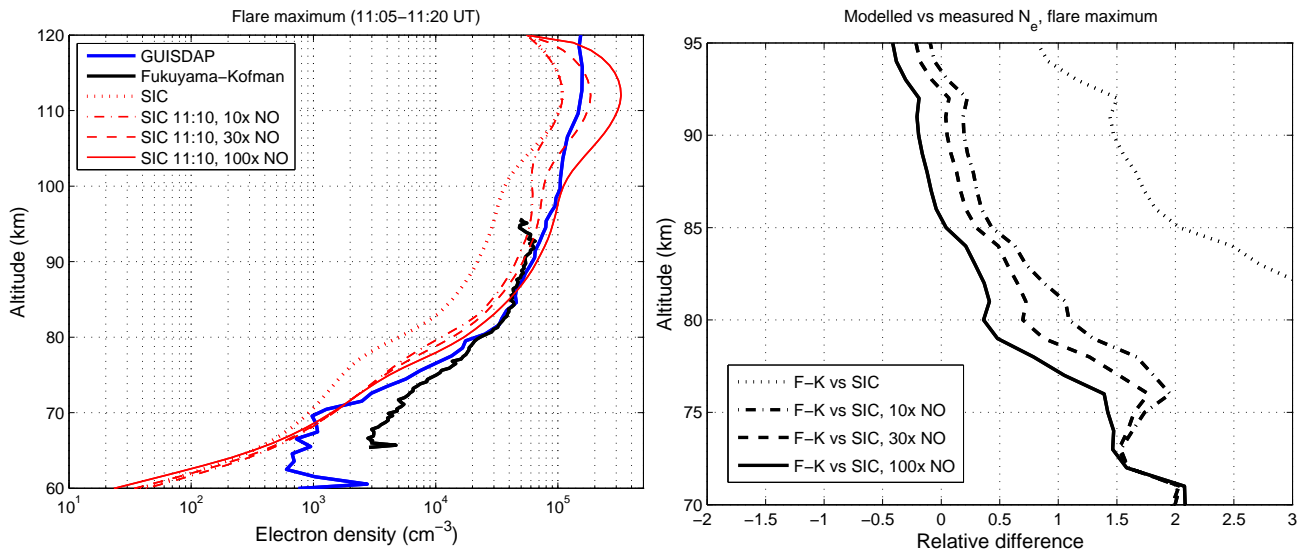 Flare maximum (11:05−11:20 UT)
120
110
100
90
80
70
60
Altitude (km)
GUISDAP
Fukuyama−Kofman
SIC
SIC 11:10, 10x NO
SIC 11:10, 30x NO
SIC 11:10, 100x NO
10^1
10^2
10^3
10^4
10^5
Electron density (cm^−3)
Modelled vs measured N_e, flare maximum
95
90
85
80
75
70
Altitude (km)
F−K vs SIC
F−K vs SIC, 10x NO
F−K vs SIC, 30x NO
F−K vs SIC, 100x NO
−2 −1.5 −1 −0.5 0 0.5 1 1.5 2 2.5 3
Relative difference